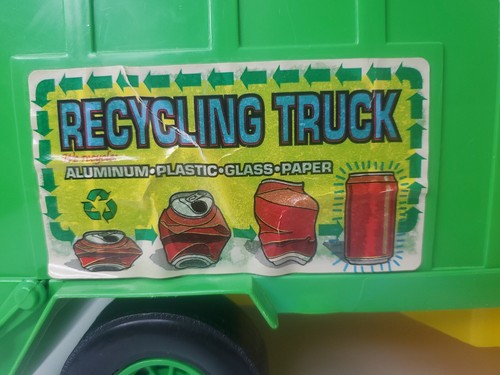 RECYCLING TRUCK
ALUMINUM•PLASTIC•GLASS•PAPER